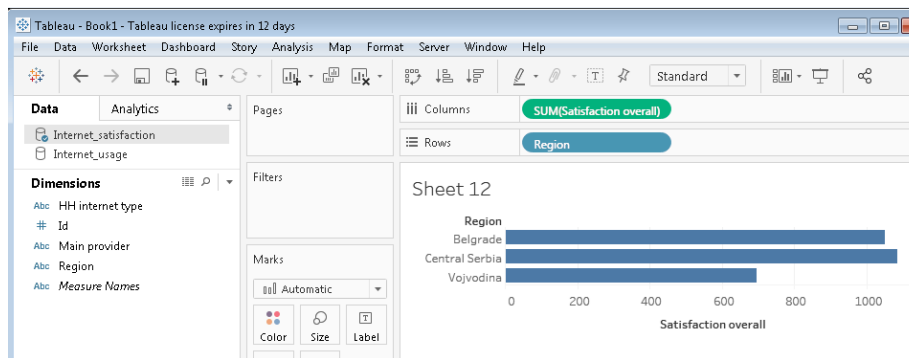 Tableau - Book1 - Tableau license expires in 12 days
File Data Worksheet Dashboard Story Analysis Map Format Server Window Help
Standard
Data Analytics
Internet_satisfaction
Internet_usage
Dimensions
Abc HH internet type
# Id
Abc Main provider
Abc Region
Abc Measure Names
Pages
Filters
Marks
Automatic
Color Size Label
T
iii Columns SUM(Satisfaction overall)
Rows Region
Sheet 12
Region
Belgrade
Central Serbia
Vojvodina
0 200 400 600 800 1000
Satisfaction overall